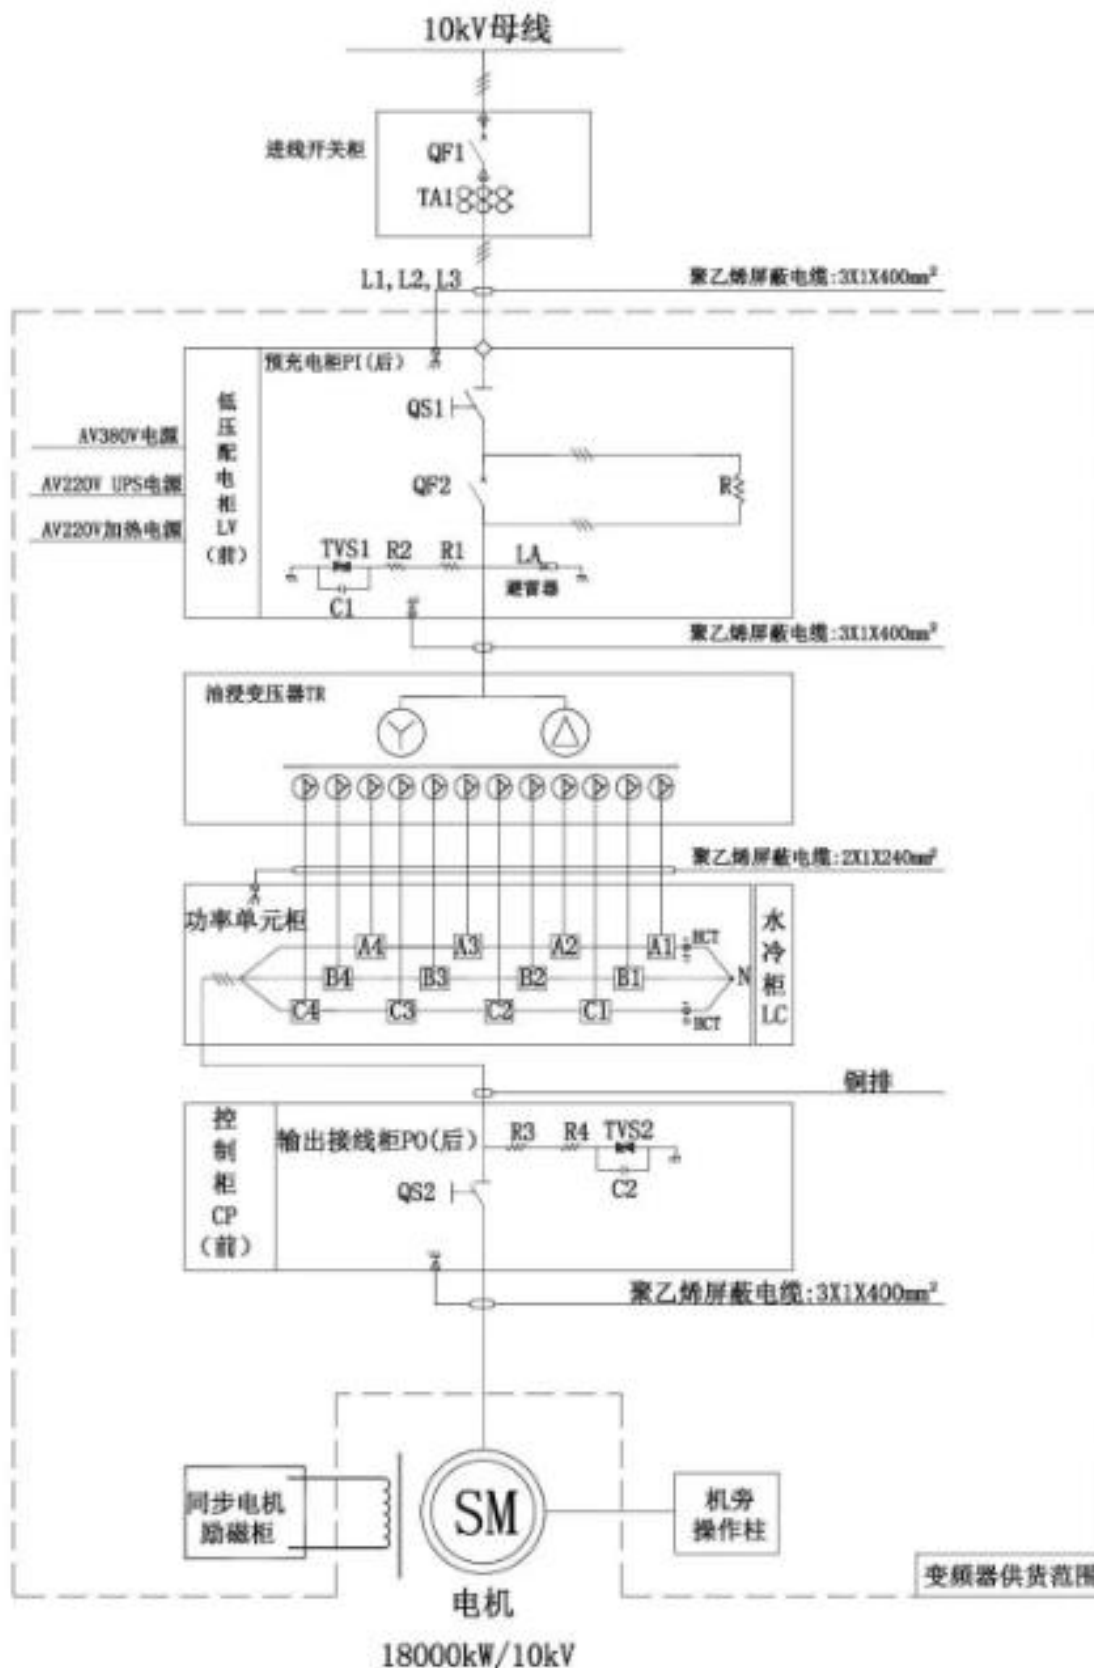 10kV母线
进线开关柜
QF1
TA1
L1, L2, L3
聚乙烯屏蔽电缆:3X1X400mm²
预充电柜PI(后)
低压配电柜LV(前)
QS1
AV380V电源
AV220V UPS电源
AV220V加热电源
QF2
R
TVS1
R2
R1
LA
避雷器
C1
聚乙烯屏蔽电缆:3X1X400mm²
油浸变压器TR
聚乙烯屏蔽电缆:2X1X240mm²
功率单元柜
水冷柜LC
A4
A3
A2
A1
HCT
B4
B3
B2
B1
N
C4
C3
C2
C1
HCT
铜排
控制柜CP(前)
输出接线柜PO(后)
R3
R4
TVS2
C2
QS2
聚乙烯屏蔽电缆:3X1X400mm²
同步电机
励磁柜
SM
机旁
操作柱
电机
变频器供货范围
18000kW/10kV